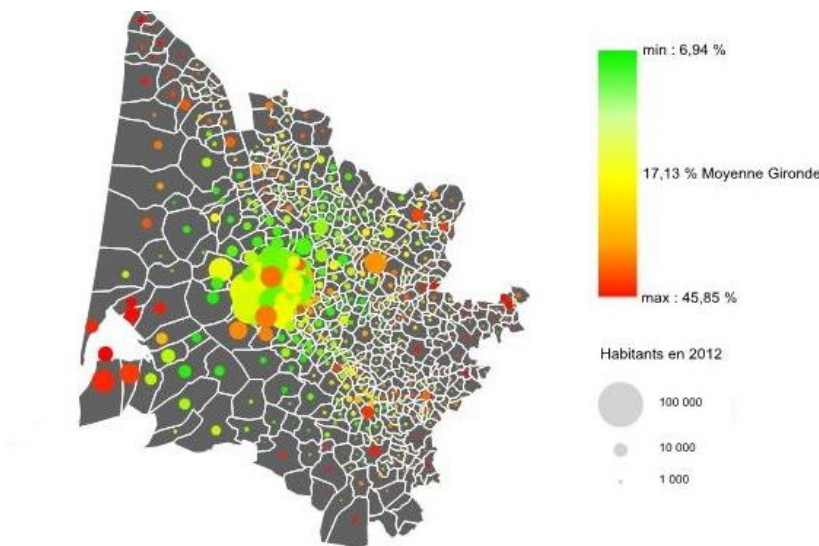 min : 6,94 %
17,13 % Moyenne Gironde
max : 45,85 %
Habitants en 2012
100 000
10 000
1 000